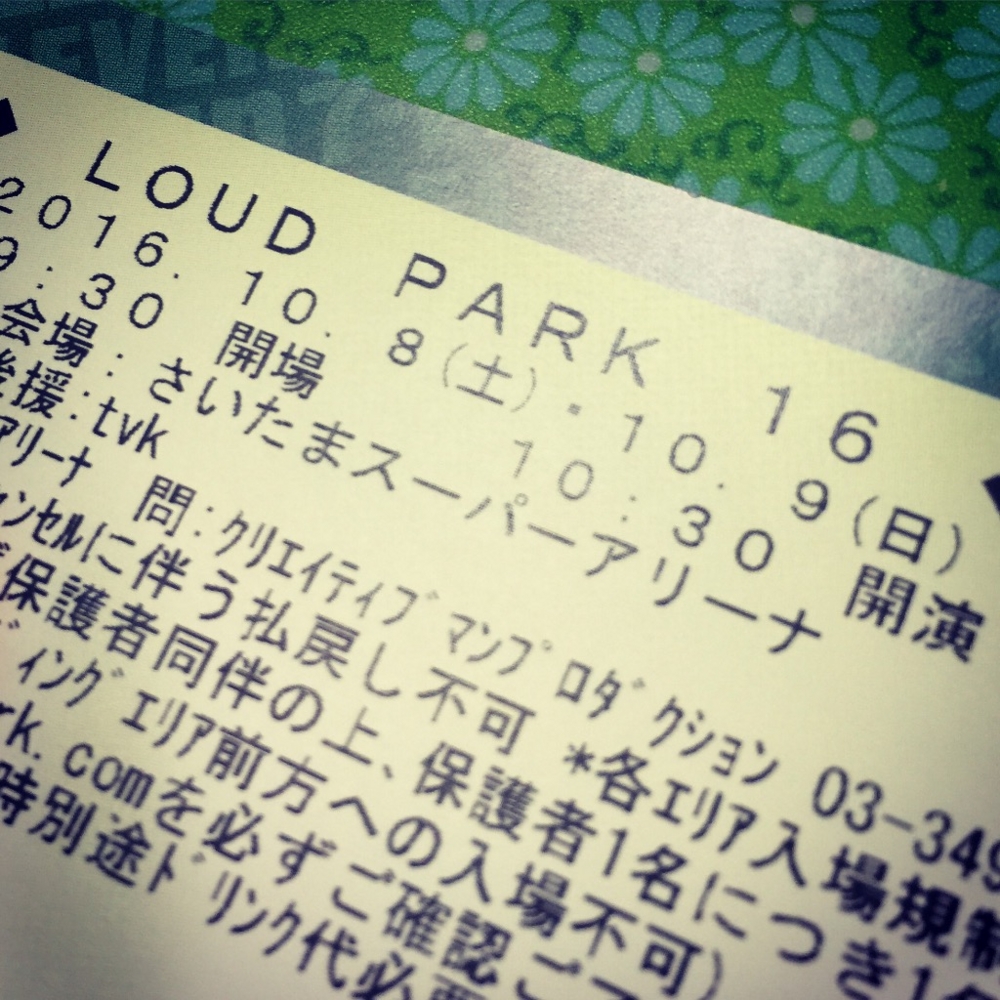 ◆ LOUD PARK 16 ◆
2016.10.8(土)・10.9(日)
9:30 開場 10:30 開演
会場:さいたまスーパーアリーナ
後援:tvk
アリーナ 問:クリエイティブマンプロダクション 03-349
ャンセルに伴う払戻し不可 *各エリア入場規制
保護者同伴の上、保護者1名につき1名
ィングエリア前方への入場不可)
rk.comを必ずご確認
時別途ドリンク代必要